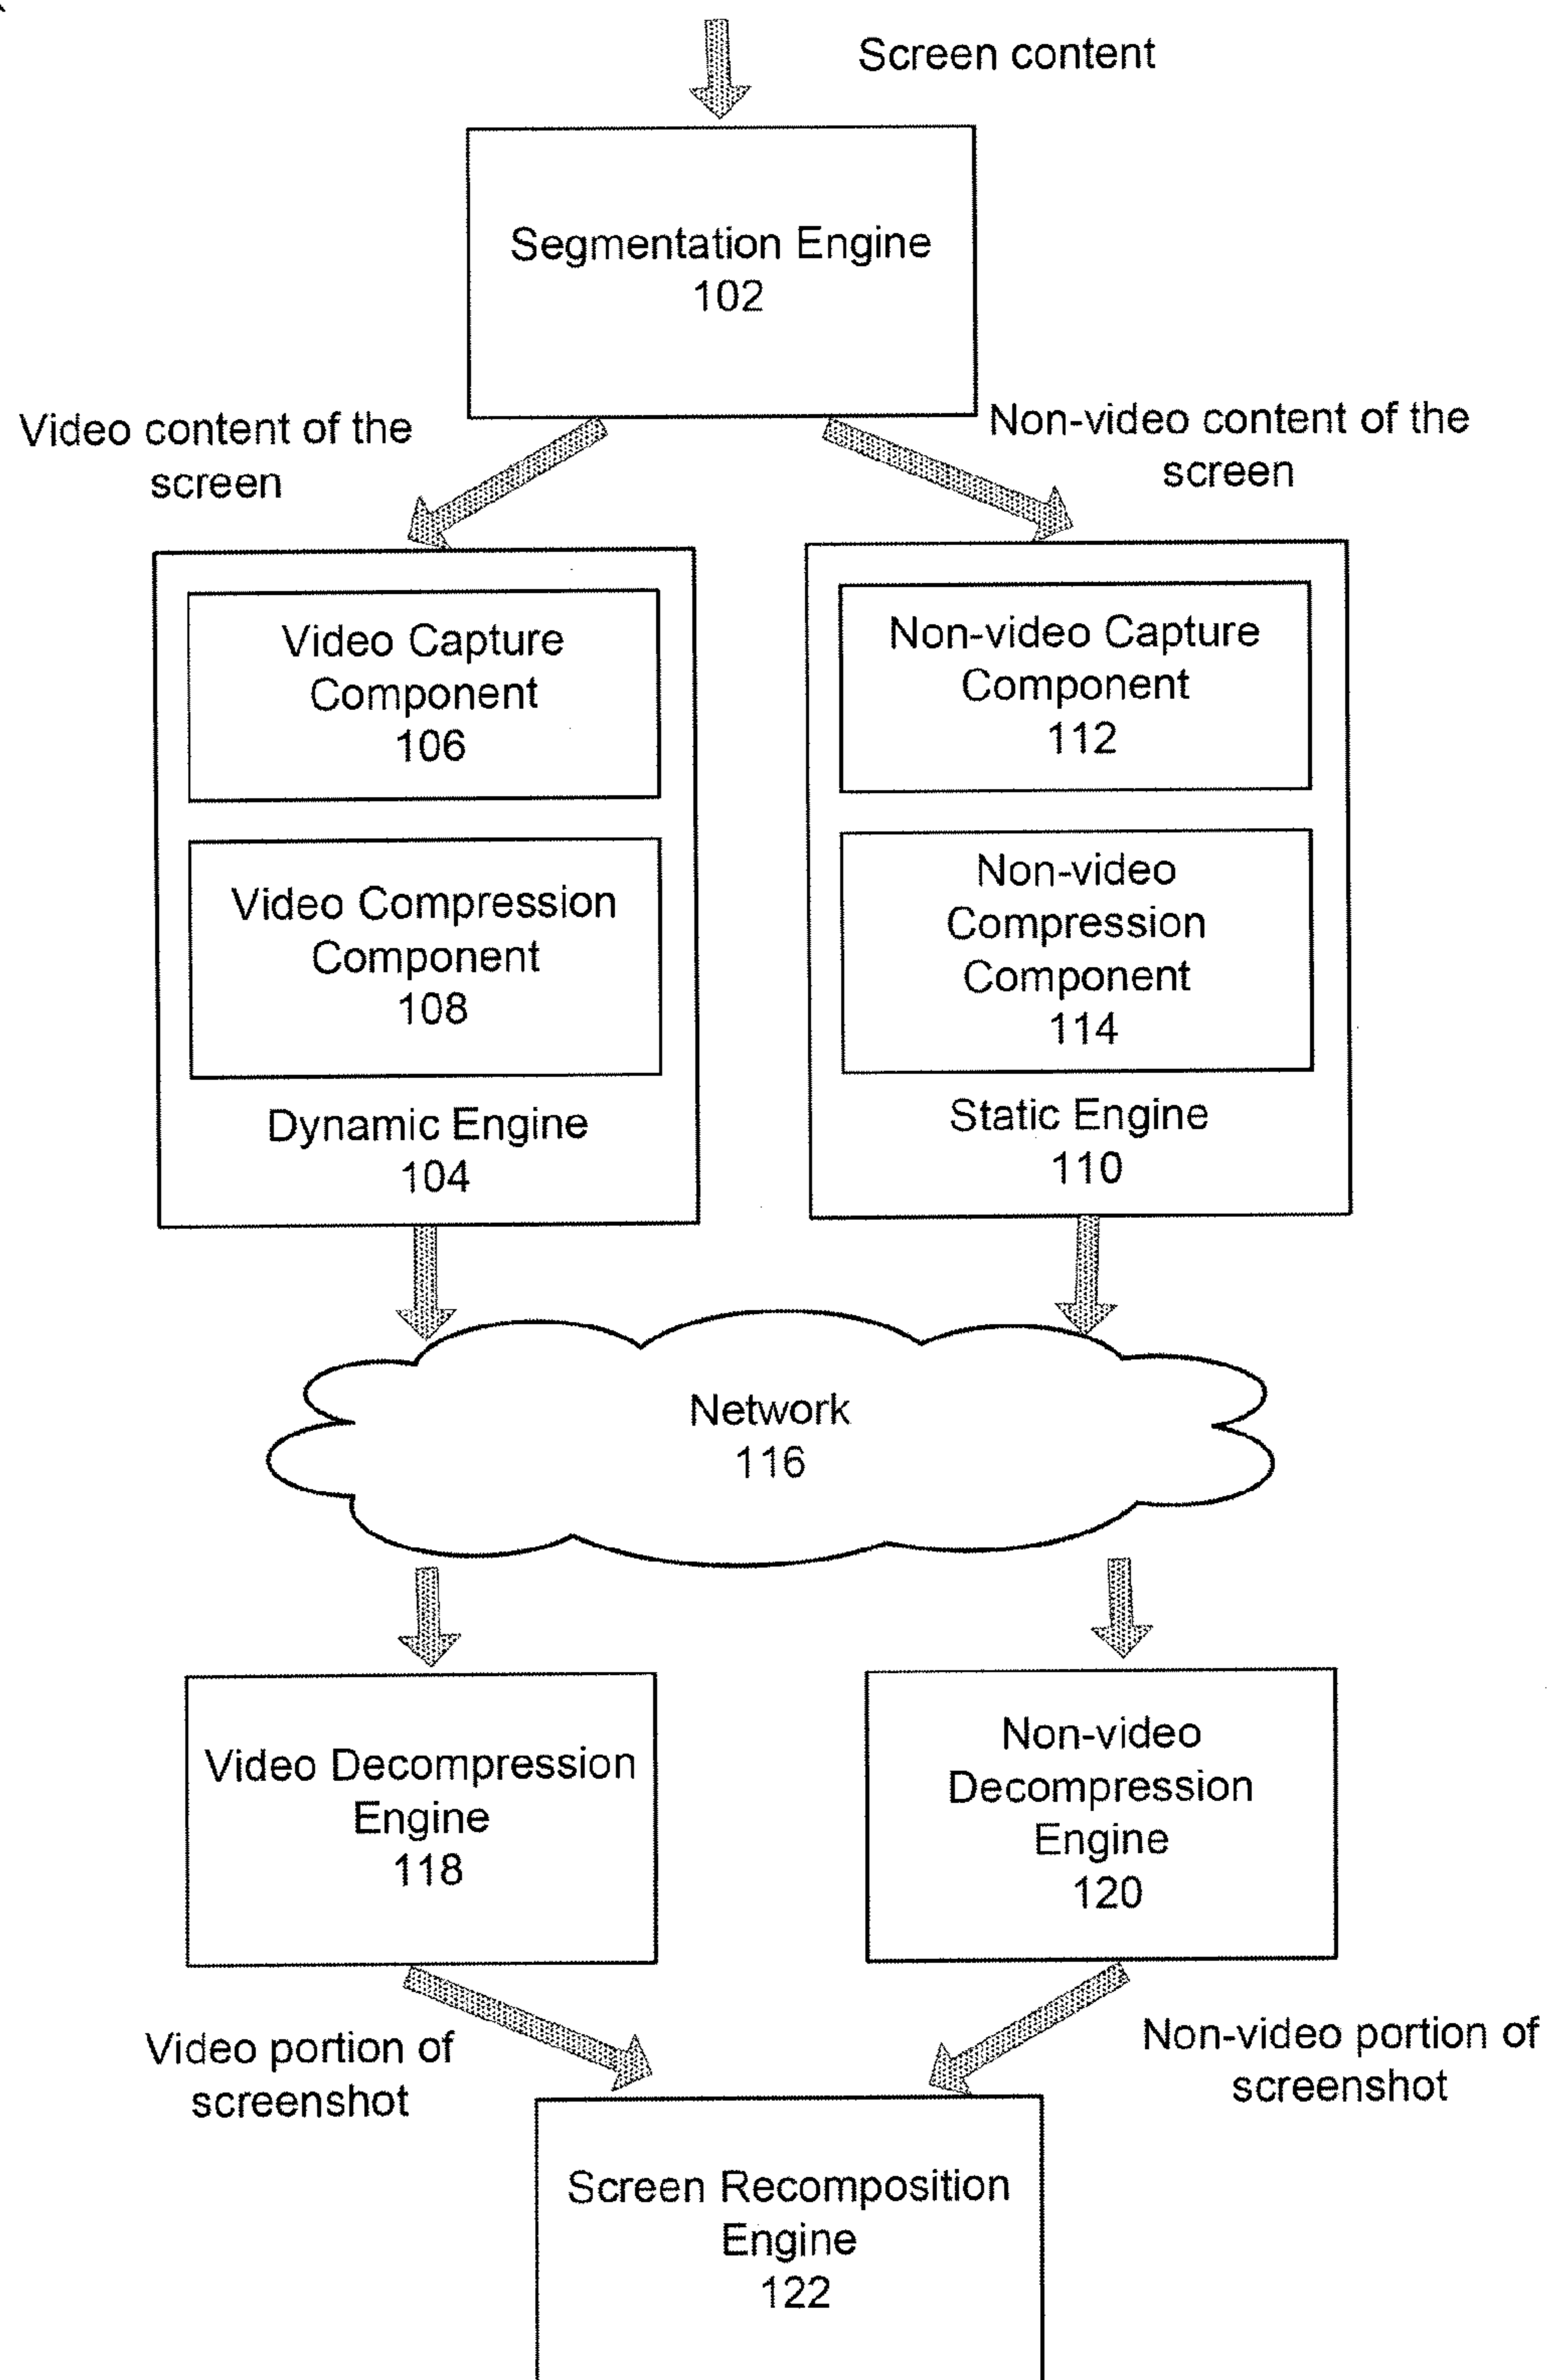 Screen content
Segmentation Engine
102
Video content of the
screen
Non-video content of the
screen
Video Capture
Component
106
Video Compression
Component
108
Dynamic Engine
104
Non-video Capture
Component
112
Non-video
Compression
Component
114
Static Engine
110
Network
116
Video Decompression
Engine
118
Non-video
Decompression
Engine
120
Video portion of
screenshot
Non-video portion of
screenshot
Screen Recomposition
Engine
122